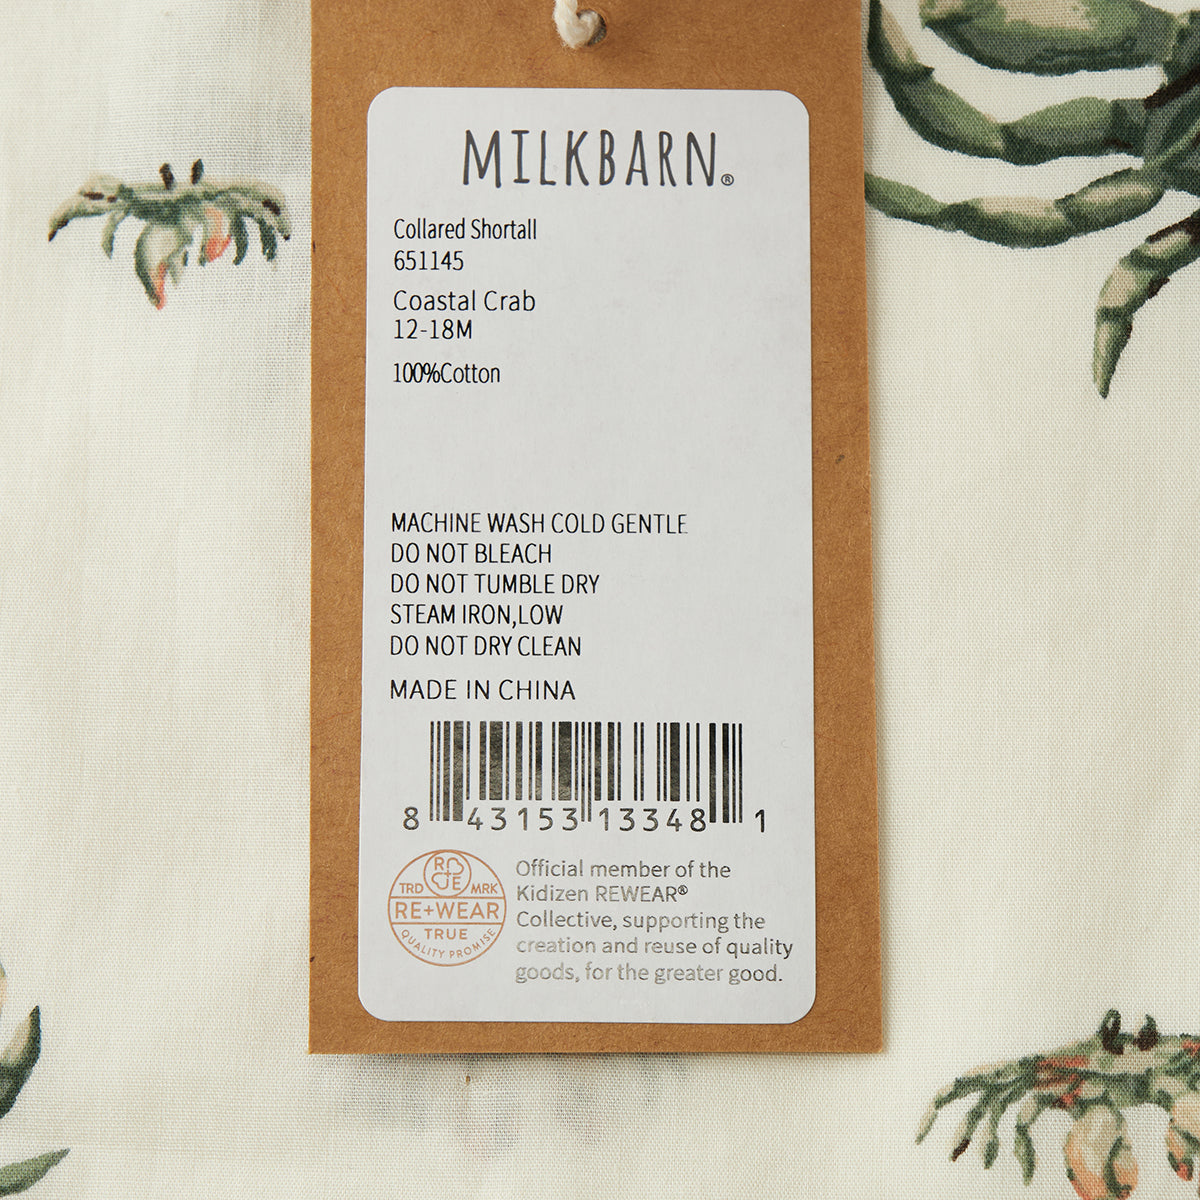 MILKBARN®
Collared Shortall
651145
Coastal Crab
12-18M
100%Cotton
MACHINE WASH COLD GENTLE
DO NOT BLEACH
DO NOT TUMBLE DRY
STEAM IRON,LOW
DO NOT DRY CLEAN
MADE IN CHINA
8 43153 13348 1
R E
TRD MRK
RE+WEAR
TRUE
QUALITY PROMISE
Official member of the
Kidizen REWEAR®
Collective, supporting the
creation and reuse of quality
goods, for the greater good.